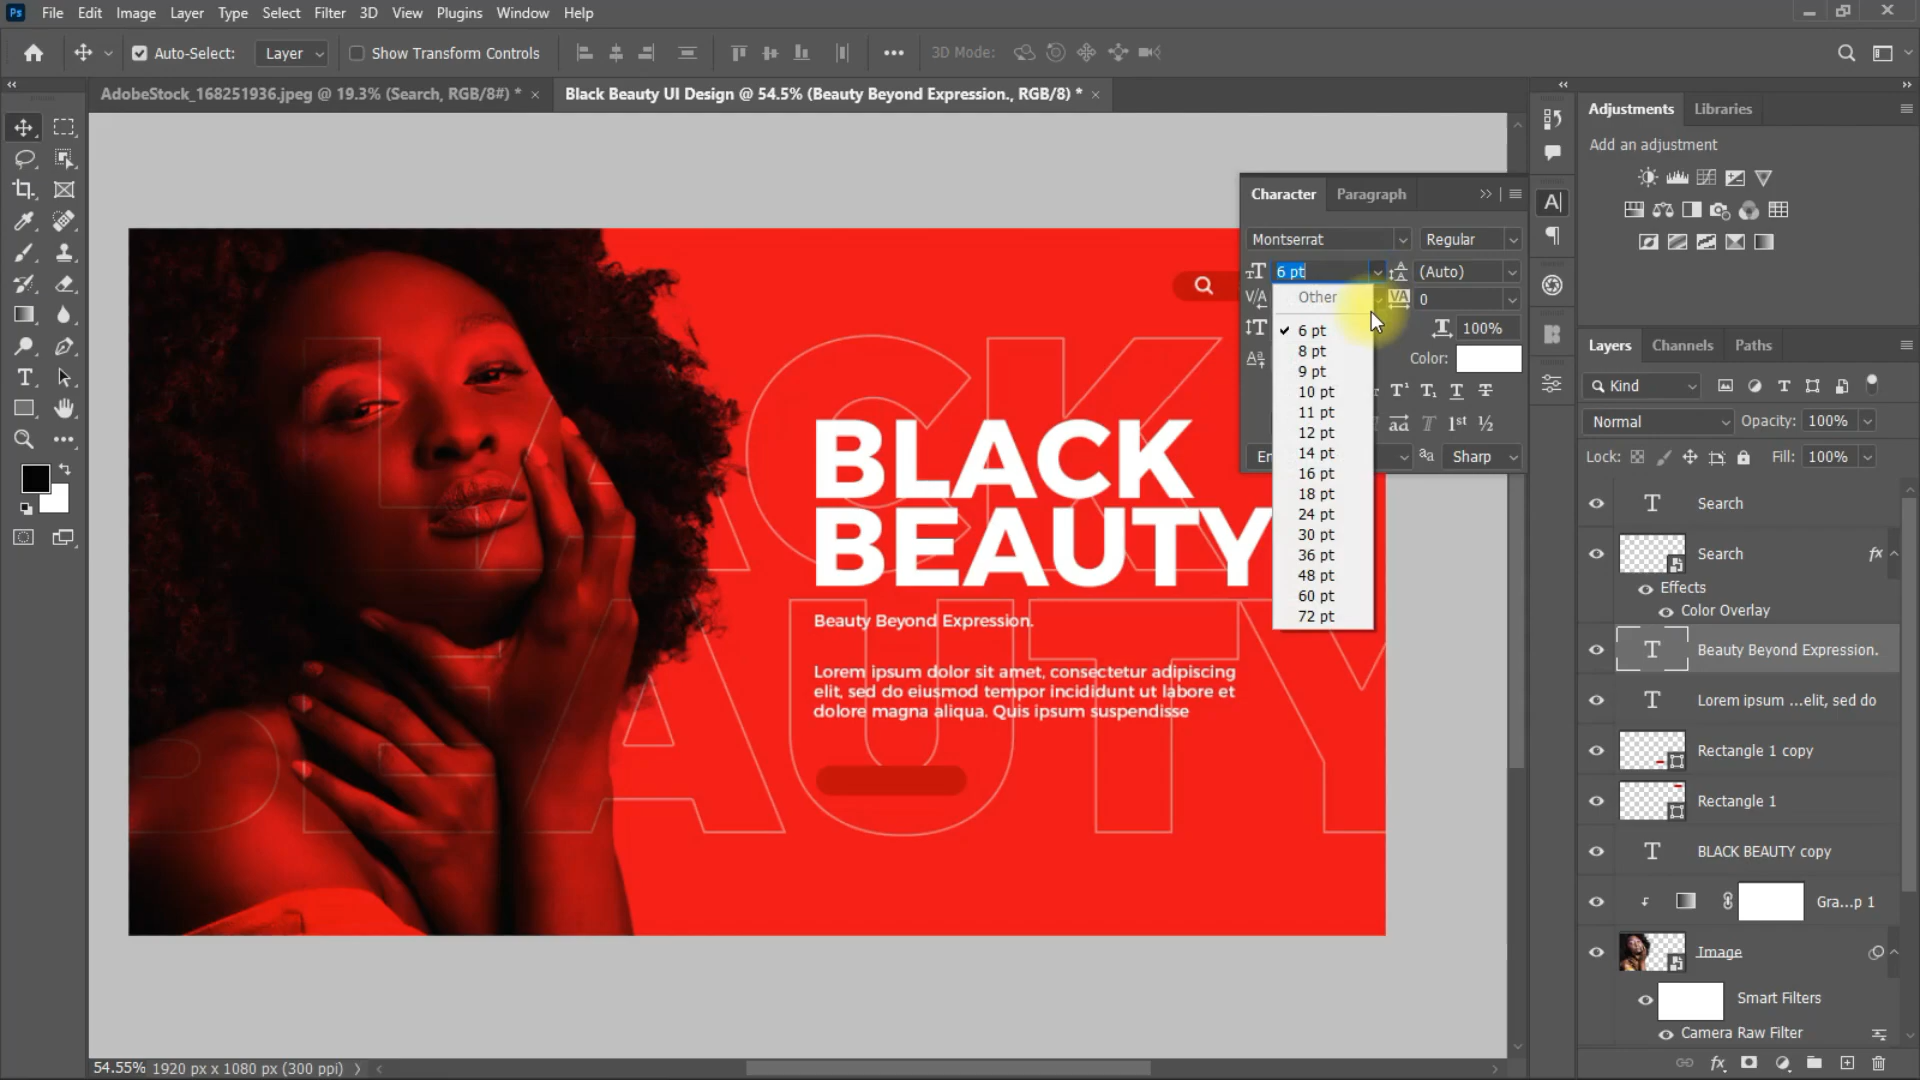 Ps File Edit Image Layer Type Select Filter 3D View Plugins Window Help
Auto-Select: Layer Show Transform Controls 3D Mode:
AdobeStock_168251936.jpeg @ 19.3% (Search, RGB/8#) * × Black Beauty UI Design @ 54.5% (Beauty Beyond Expression., RGB/8) * ×
Adjustments Libraries
Add an adjustment
Character Paragraph
Montserrat Regular
6 pt (Auto)
Other
0
6 pt
100%
8 pt
Color:
9 pt
10 pt
11 pt
12 pt
14 pt
Sharp
16 pt
18 pt
24 pt
30 pt
36 pt
48 pt
60 pt
72 pt
BLACK
BEAUTY
BLACK
BEAUTY
Beauty Beyond Expression.
Lorem ipsum dolor sit amet, consectetur adipiscing
elit, sed do eiusmod tempor incididunt ut labore et
dolore magna aliqua. Quis ipsum suspendisse
Layers Channels Paths
Kind
Normal Opacity: 100%
Lock: Fill: 100%
Search
Search fx
Effects
Color Overlay
Beauty Beyond Expression.
Lorem ipsum ...elit, sed do
Rectangle 1 copy
Rectangle 1
BLACK BEAUTY copy
Gra...p 1
Image
Smart Filters
Camera Raw Filter
54.55% 1920 px x 1080 px (300 ppi)